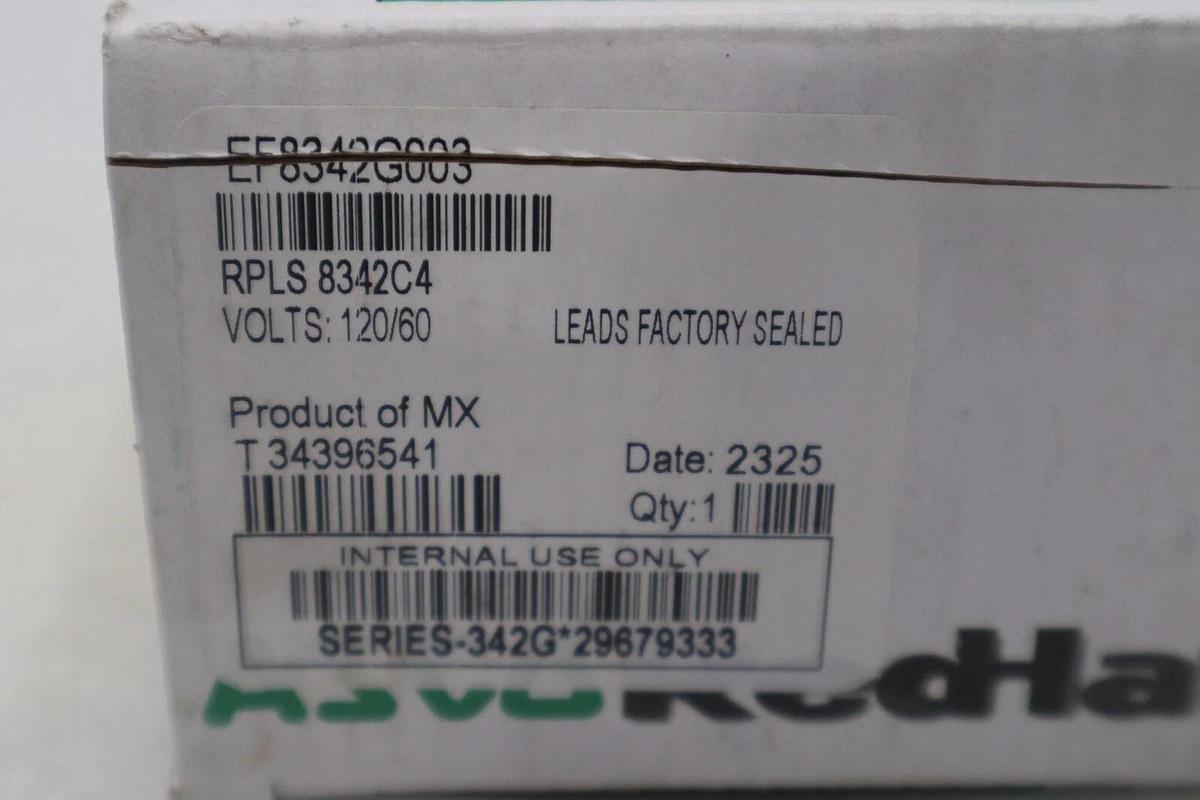 EF8342G003
RPLS 8342C4
VOLTS: 120/60 LEADS FACTORY SEALED
Product of MX
T 34396541 Date: 2325
Qty:1
INTERNAL USE ONLY
SERIES-342G*29679333